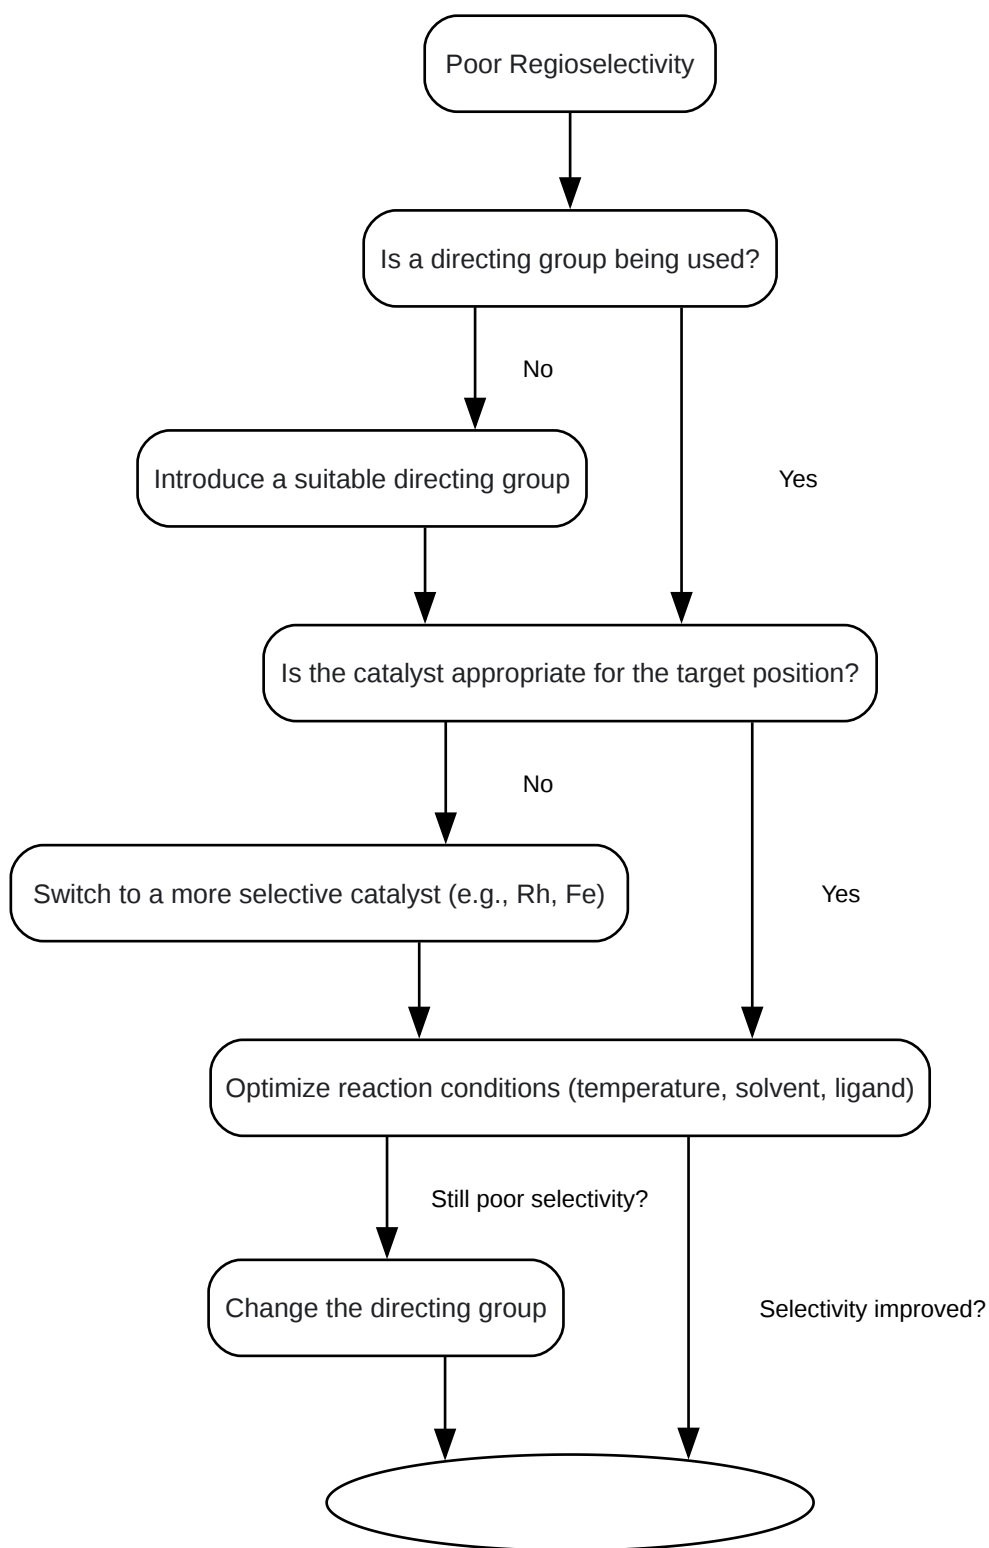 Poor Regioselectivity
Is a directing group being used?
No
Introduce a suitable directing group
Yes
Is the catalyst appropriate for the target position?
No
Switch to a more selective catalyst (e.g., Rh, Fe)
Yes
Optimize reaction conditions (temperature, solvent, ligand)
Still poor selectivity?
Change the directing group
Selectivity improved?